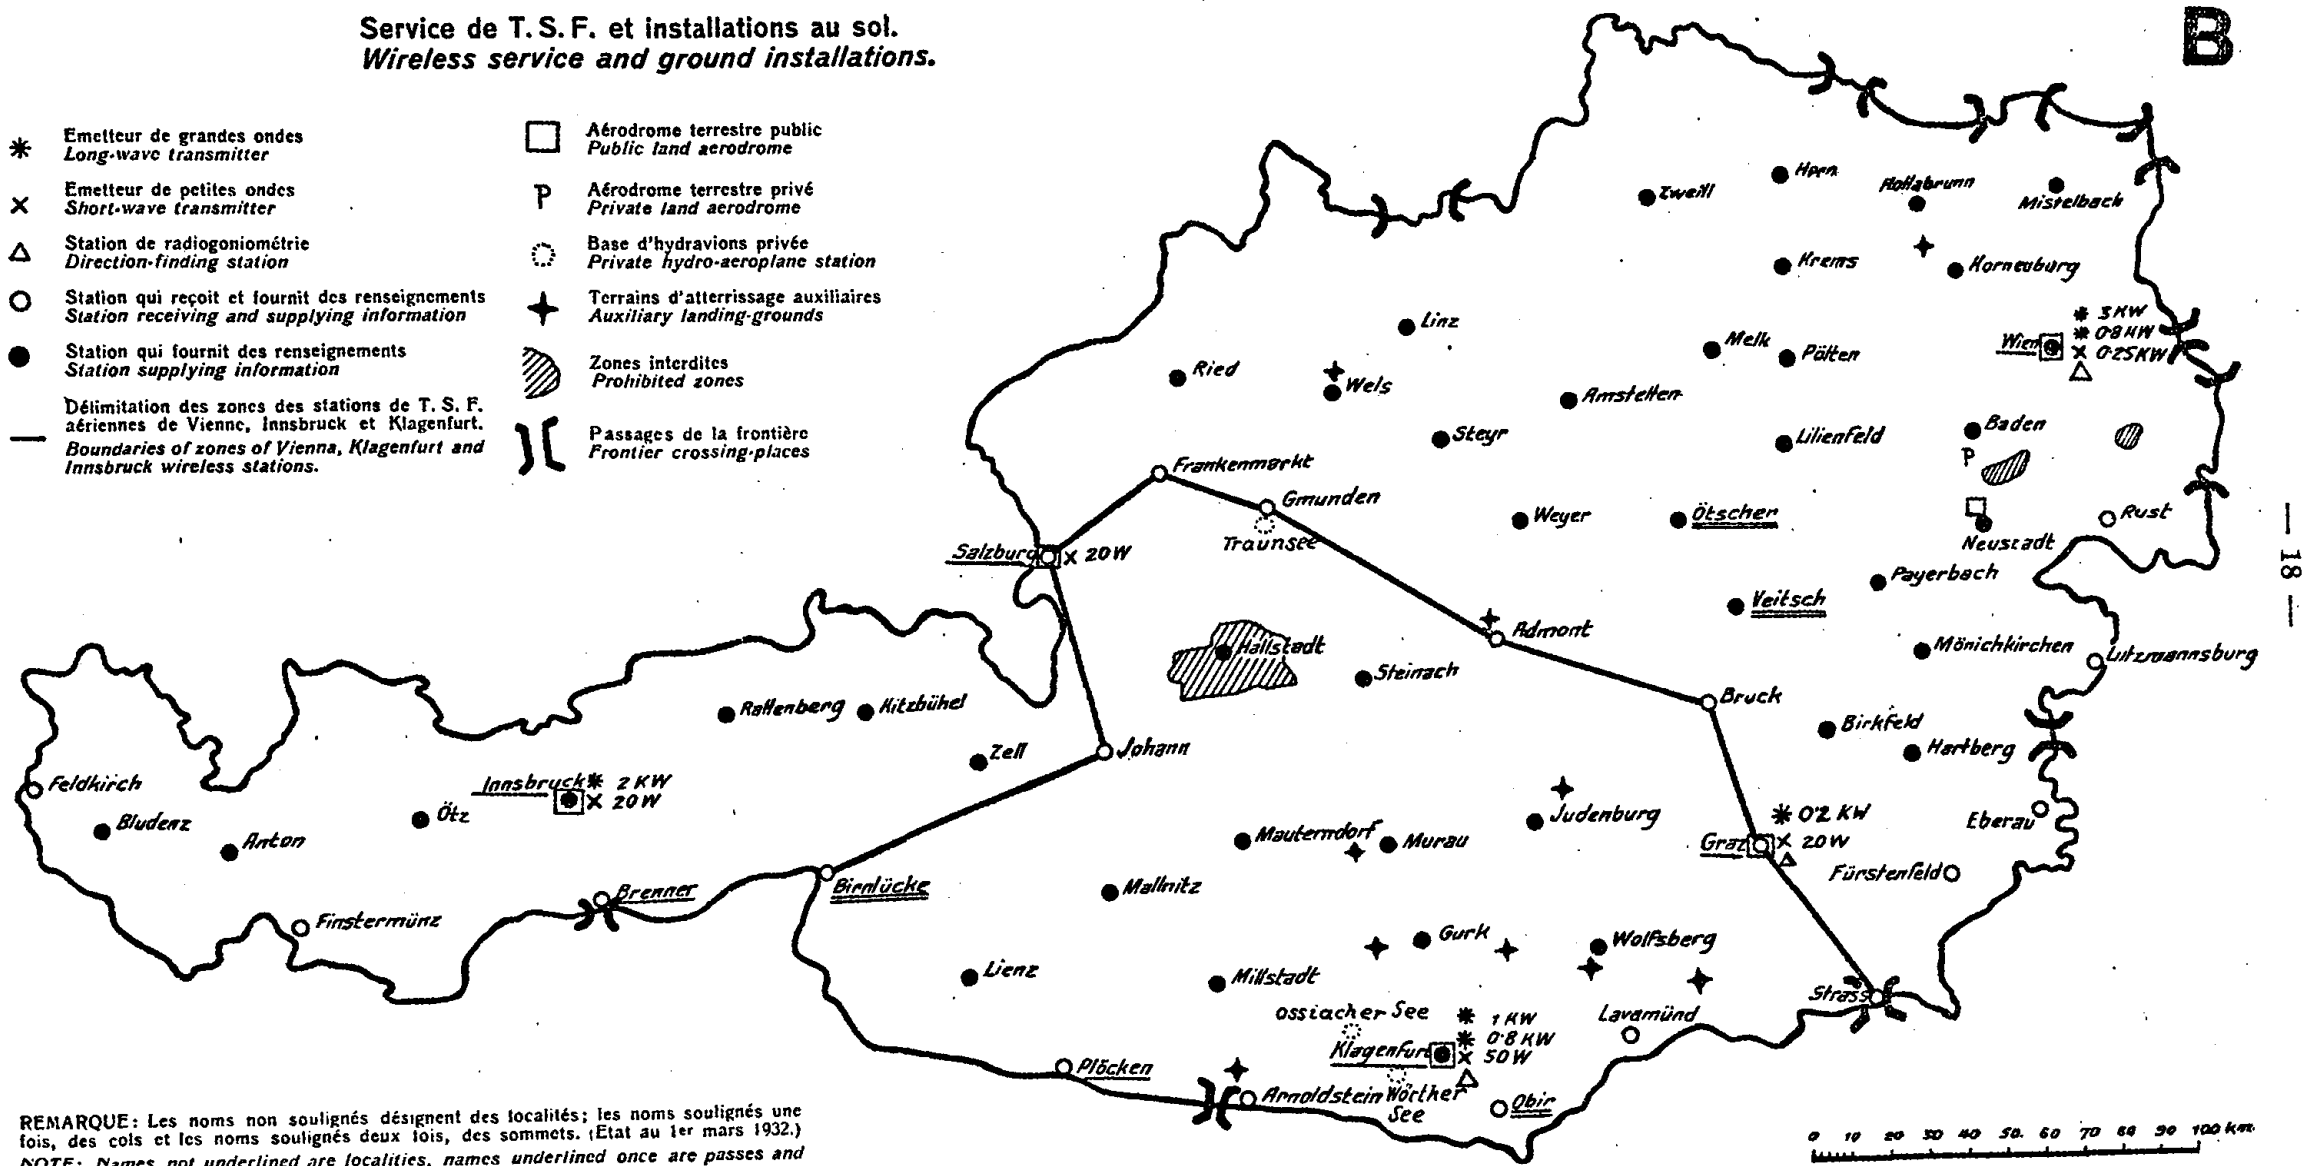 Service de T. S. F. et installations au sol.
Wireless service and ground installations.
B
Emetteur de grandes ondes
Long-wave transmitter
Emetteur de petites ondes
Short-wave transmitter
Station de radiogoniométrie
Direction-finding station
Station qui reçoit et fournit des renseignements
Station receiving and supplying information
Station qui fournit des renseignements
Station supplying information
Délimitation des zones des stations de T. S. F.
aériennes de Vienne, Innsbruck et Klagenfurt.
Boundaries of zones of Vienna, Klagenfurt and
Innsbruck wireless stations.
Aérodrome terrestre public
Public land aerodrome
P
Aérodrome terrestre privé
Private land aerodrome
Base d'hydravions privée
Private hydro-aeroplane station
Terrains d'atterrissage auxiliaires
Auxiliary landing-grounds
Zones interdites
Prohibited zones
Passages de la frontière
Frontier crossing-places
Zwettl
Horn
Hollabrunn
Mistelbach
Krems
Korneuburg
Linz
Melk
Pölten
Wien
3 KW
0·8 KW
0·25 KW
Ried
Wels
Amstetten
Steyr
Lilienfeld
Baden
P
Frankenmarkt
Gmunden
Traunsee
Weyer
Ötscher
Rust
Neustadt
Salzburg
× 20 W
Payerbach
Veitsch
Admont
Mönichkirchen
Lutzmannsburg
Hallstadt
Steinach
Bruck
Birkfeld
Hartberg
Rattenberg
Kitzbühel
Zell
Johann
Feldkirch
Bludenz
Anton
Ötz
Innsbruck
2 KW
20 W
Mauterndorf
Murau
Judenburg
Graz
0·2 KW
20 W
Eberau
Fürstenfeld
Finstermünz
Brenner
Birnlücke
Mallnitz
Gurk
Wolfsberg
Lienz
Millstadt
Strass
Ossiacher See
Klagenfurt
1 KW
0·8 KW
50 W
Lavamünd
Plöcken
Arnoldstein
Wörther
See
Obir
— 18 —
REMARQUE: Les noms non soulignés désignent des localités; les noms soulignés une
fois, des cols et les noms soulignés deux fois, des sommets. (Etat au 1er mars 1932.)
NOTE: Names not underlined are localities, names underlined once are passes and
0 10 20 30 40 50 60 70 80 90 100 km.